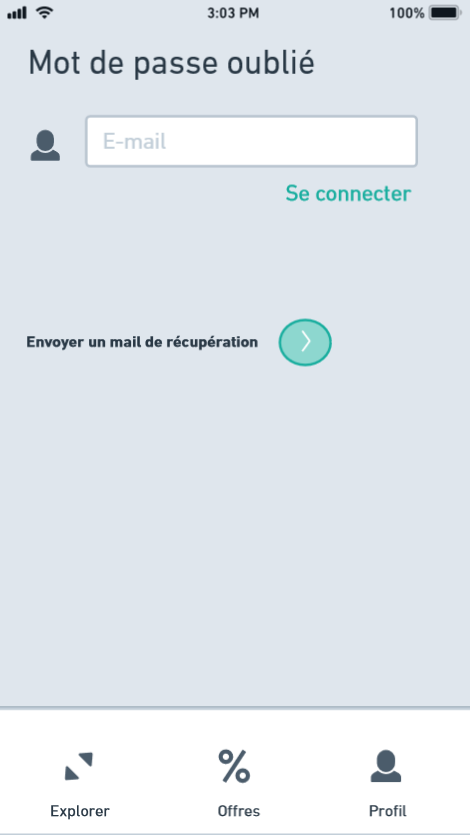 3:03 PM
100%
Mot de passe oublié
E-mail
Se connecter
Envoyer un mail de récupération
Explorer
Offres
Profil